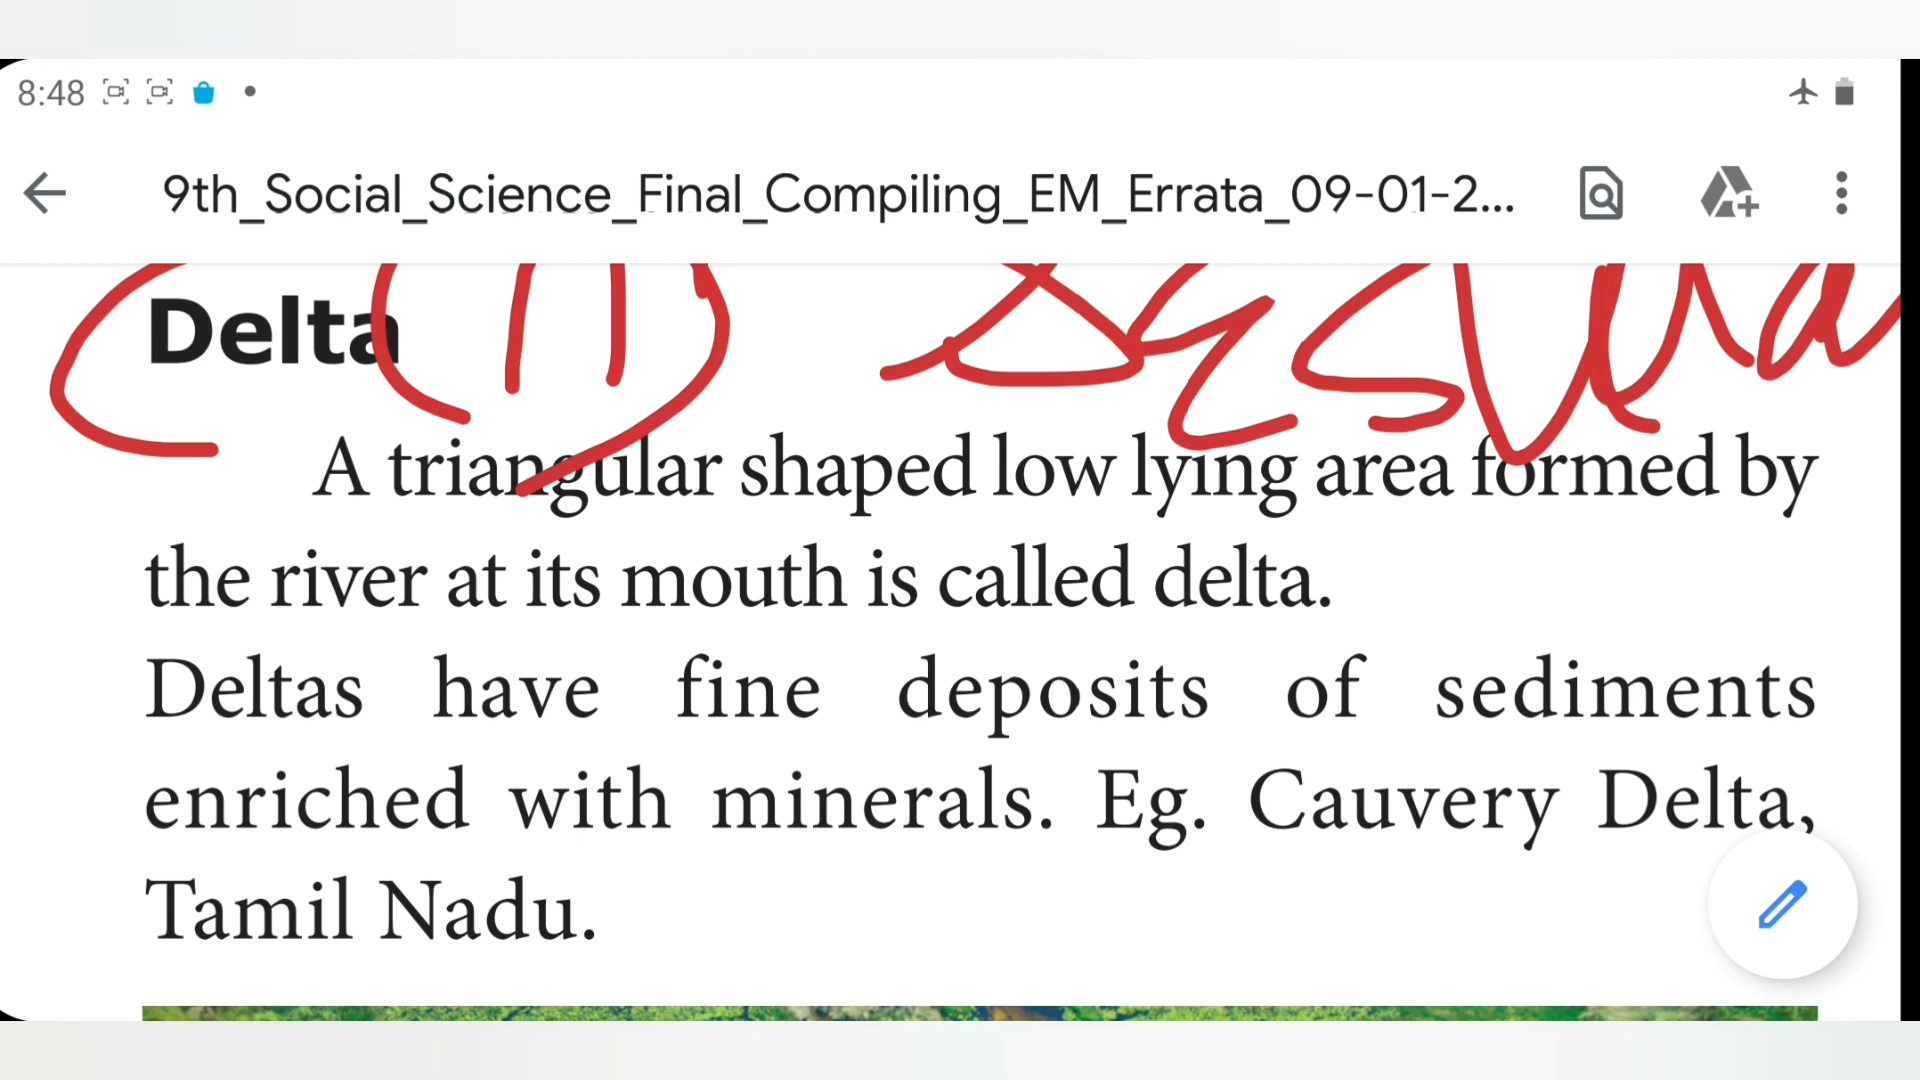 8:48
9th_Social_Science_Final_Compiling_EM_Errata_09-01-2...
Delta
A triangular shaped low lying area formed by
the river at its mouth is called delta.
Deltas have fine deposits of sediments
enriched with minerals. Eg. Cauvery Delta,
Tamil Nadu.